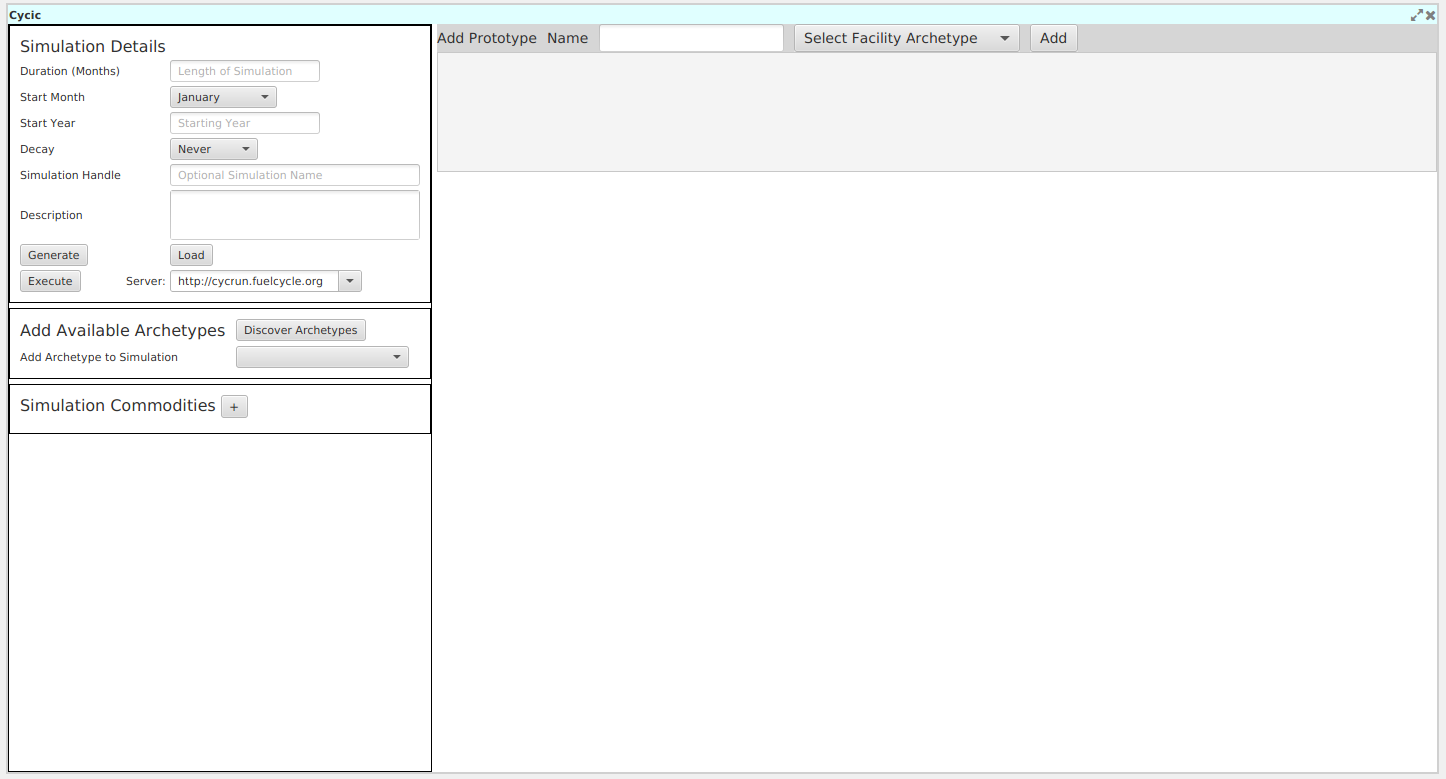 Cycic
Simulation Details
Duration (Months) Length of Simulation
Start Month January
Start Year Starting Year
Decay Never
Simulation Handle Optional Simulation Name
Description
Generate Load
Execute Server: http://cycrun.fuelcycle.org
Add Available Archetypes Discover Archetypes
Add Archetype to Simulation
Simulation Commodities +
Add Prototype Name Select Facility Archetype Add